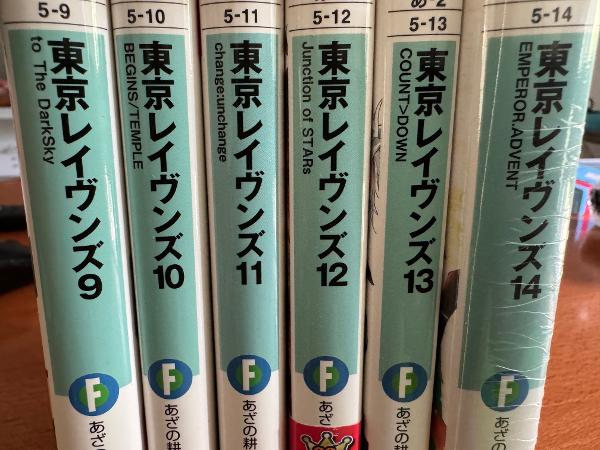 5-9
東京レイヴンズ9
to The DarkSky
あざの
5-10
東京レイヴンズ10
BEGINS/TEMPLE
あざの耕
5-11
東京レイヴンズ11
change:unchange
あざの耕
5-12
東京レイヴンズ12
Junction of STARs
あざ
あ-2
5-13
東京レイヴンズ13
COUNT>DOWN
あざの耕
5-14
東京レイヴンズ14
EMPEROR.ADVENT
あざの耕